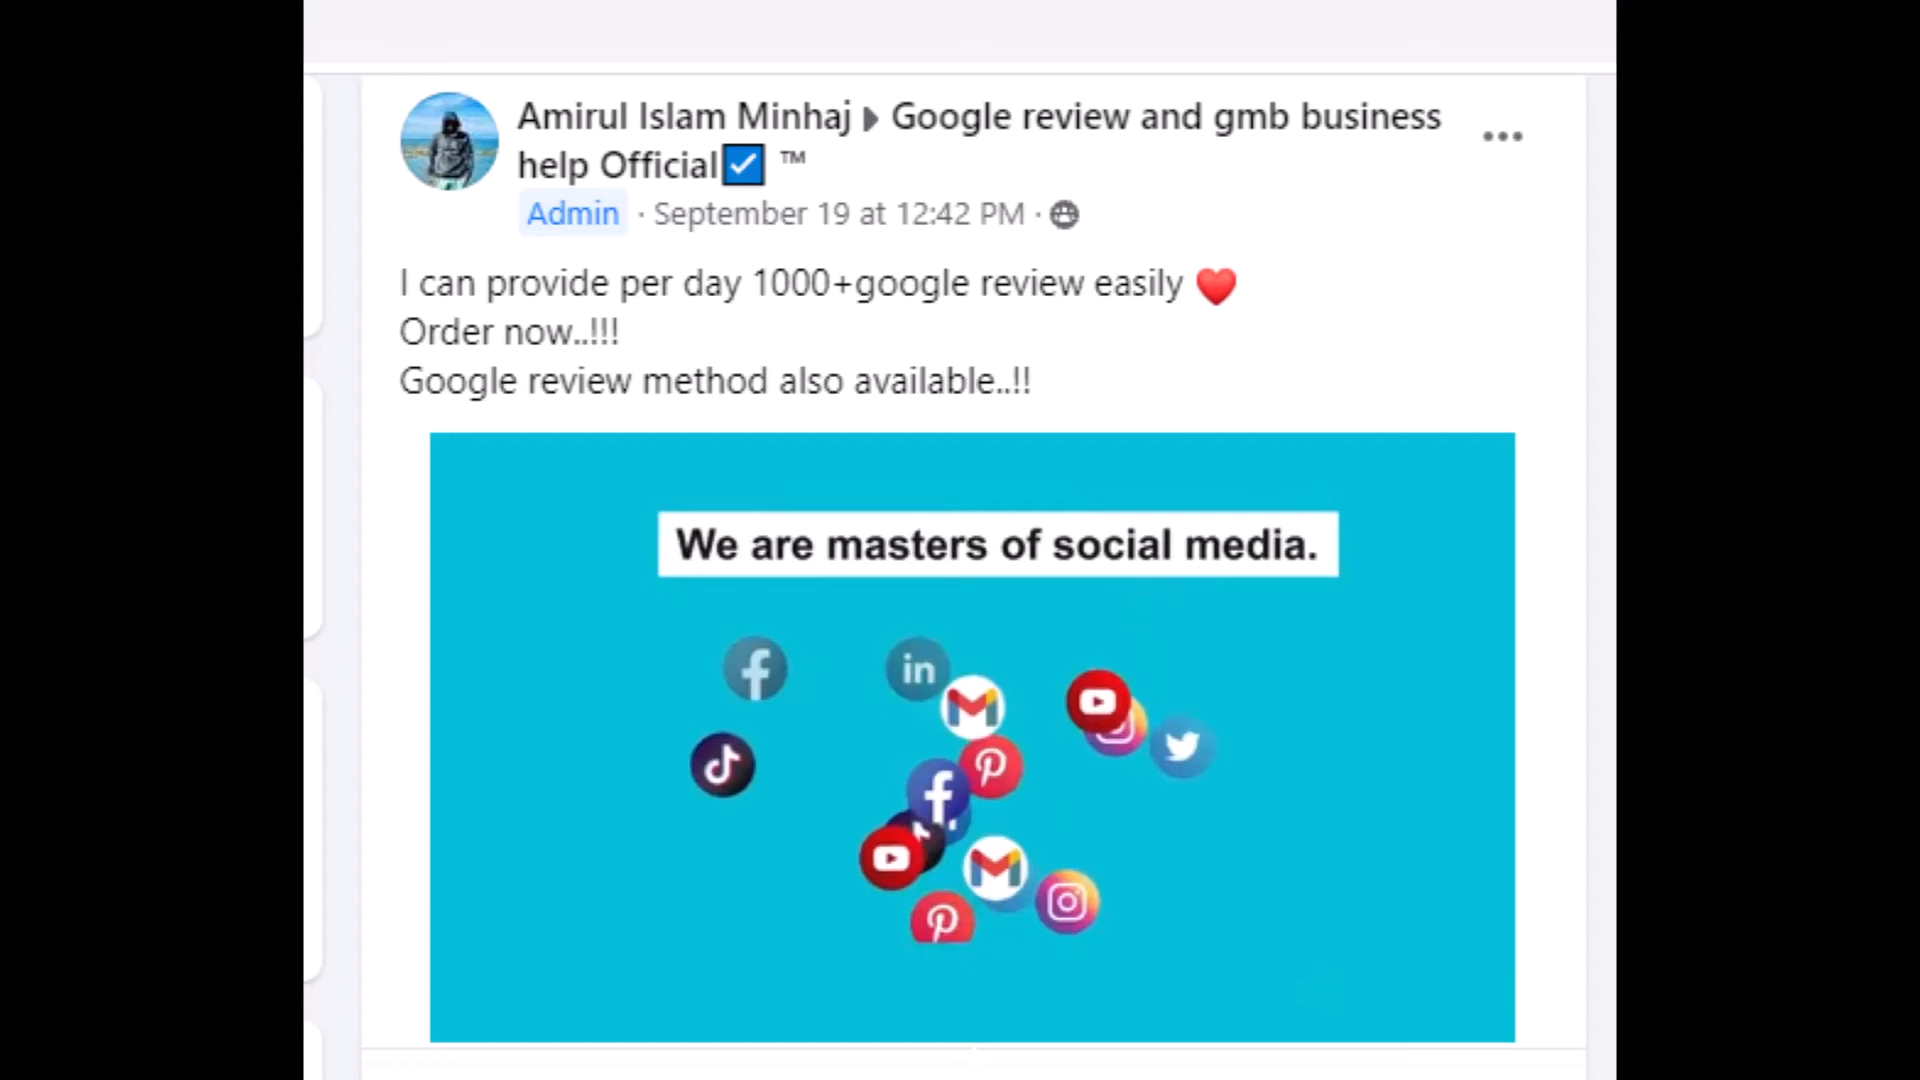 Amirul Islam Minhaj ▶ Google review and gmb business
help Official☑️ ™
Admin · September 19 at 12:42 PM ·
I can provide per day 1000+google review easily ❤️
Order now..!!!
Google review method also available..!!
We are masters of social media.
in